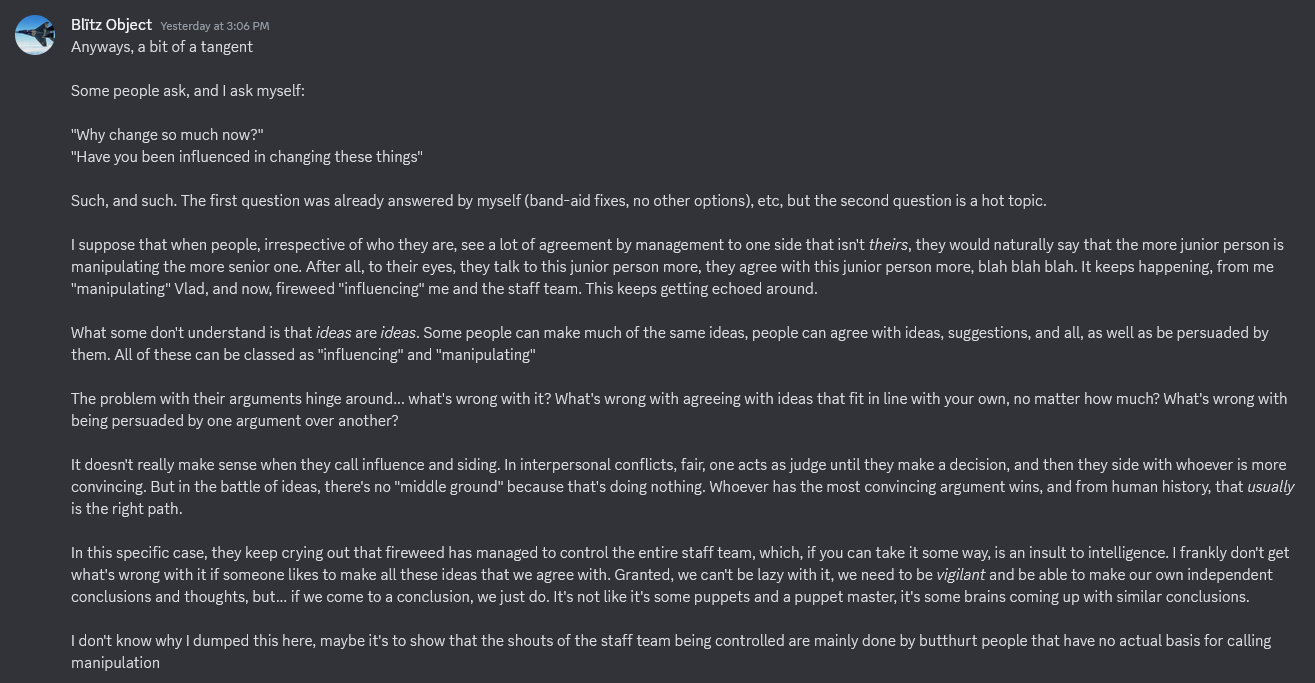 Blïtz Object Yesterday at 3:06 PM
Anyways, a bit of a tangent
Some people ask, and I ask myself:
"Why change so much now?"
"Have you been influenced in changing these things"
Such, and such. The first question was already answered by myself (band-aid fixes, no other options), etc, but the second question is a hot topic.
I suppose that when people, irrespective of who they are, see a lot of agreement by management to one side that isn't theirs, they would naturally say that the more junior person is
manipulating the more senior one. After all, to their eyes, they talk to this junior person more, they agree with this junior person more, blah blah blah. It keeps happening, from me
"manipulating" Vlad, and now, fireweed "influencing" me and the staff team. This keeps getting echoed around.
What some don't understand is that ideas are ideas. Some people can make much of the same ideas, people can agree with ideas, suggestions, and all, as well as be persuaded by
them. All of these can be classed as "influencing" and "manipulating"
The problem with their arguments hinge around... what's wrong with it? What's wrong with agreeing with ideas that fit in line with your own, no matter how much? What's wrong with
being persuaded by one argument over another?
It doesn't really make sense when they call influence and siding. In interpersonal conflicts, fair, one acts as judge until they make a decision, and then they side with whoever is more
convincing. But in the battle of ideas, there's no "middle ground" because that's doing nothing. Whoever has the most convincing argument wins, and from human history, that usually
is the right path.
In this specific case, they keep crying out that fireweed has managed to control the entire staff team, which, if you can take it some way, is an insult to intelligence. I frankly don't get
what's wrong with it if someone likes to make all these ideas that we agree with. Granted, we can't be lazy with it, we need to be vigilant and be able to make our own independent
conclusions and thoughts, but... if we come to a conclusion, we just do. It's not like it's some puppets and a puppet master, it's some brains coming up with similar conclusions.
I don't know why I dumped this here, maybe it's to show that the shouts of the staff team being controlled are mainly done by butthurt people that have no actual basis for calling
manipulation